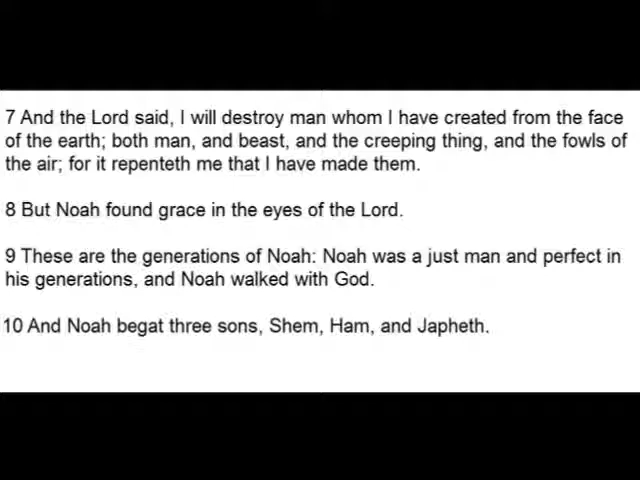 7 And the Lord said, I will destroy man whom I have created from the face
of the earth; both man, and beast, and the creeping thing, and the fowls of
the air; for it repenteth me that I have made them.
8 But Noah found grace in the eyes of the Lord.
9 These are the generations of Noah: Noah was a just man and perfect in
his generations, and Noah walked with God.
10 And Noah begat three sons, Shem, Ham, and Japheth.